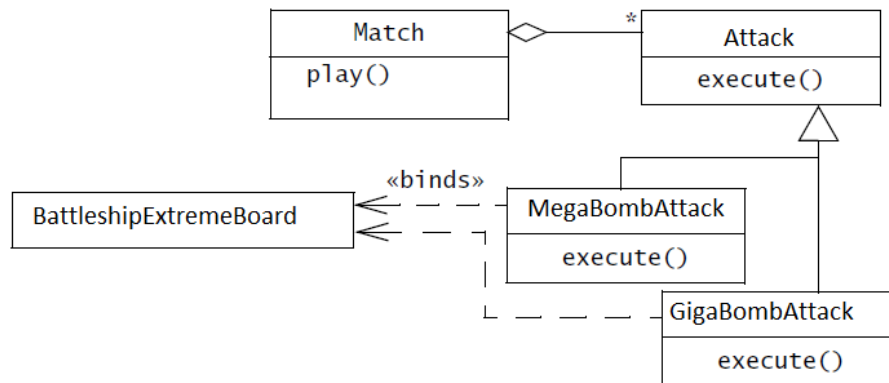 Match
play()
*
Attack
execute()
«binds»
BattleshipExtremeBoard
MegaBombAttack
execute()
GigaBombAttack
execute()